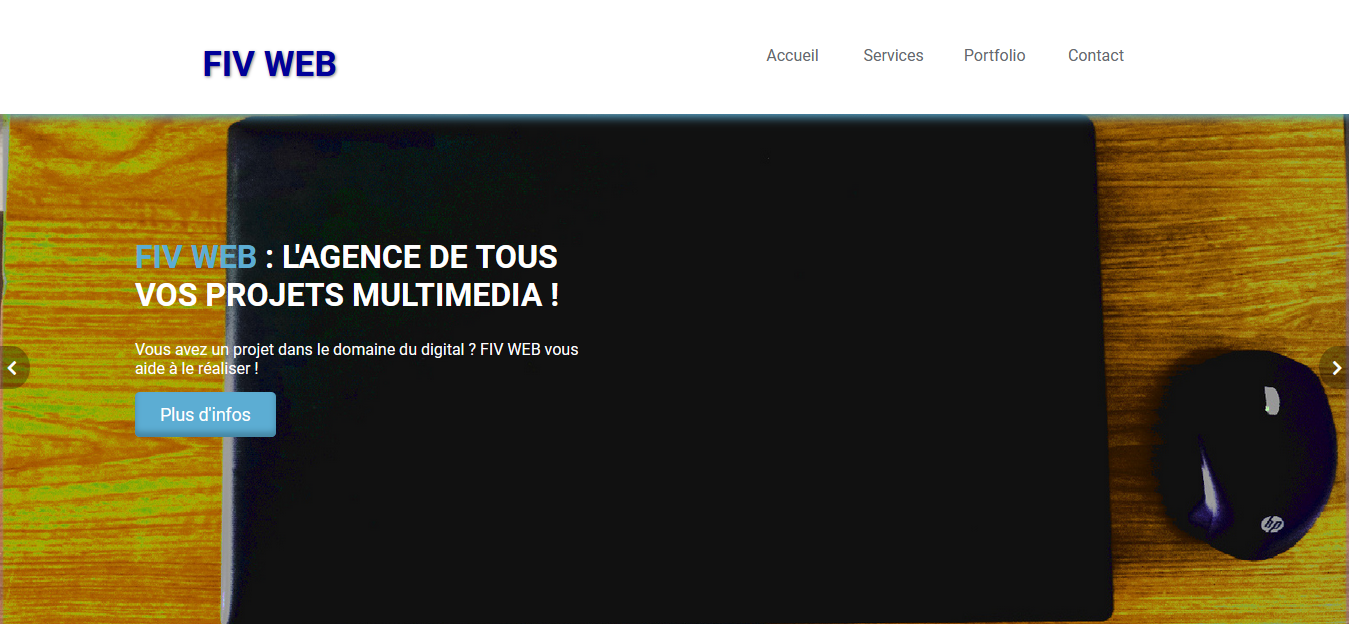 FIV WEB
Accueil Services Portfolio Contact
FIV WEB : L'AGENCE DE TOUS
VOS PROJETS MULTIMEDIA !
Vous avez un projet dans le domaine du digital ? FIV WEB vous
aide à le réaliser !
Plus d'infos
hp